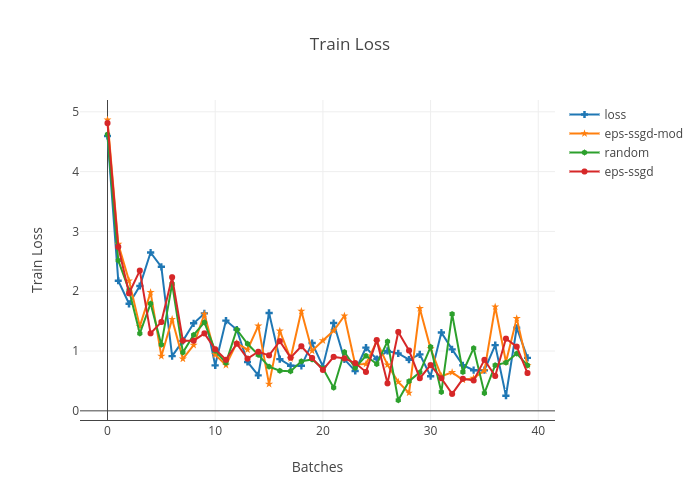 Train Loss
5
4
3
2
1
0
0 10 20 30 40
Train Loss
Batches
loss
eps-ssgd-mod
random
eps-ssgd